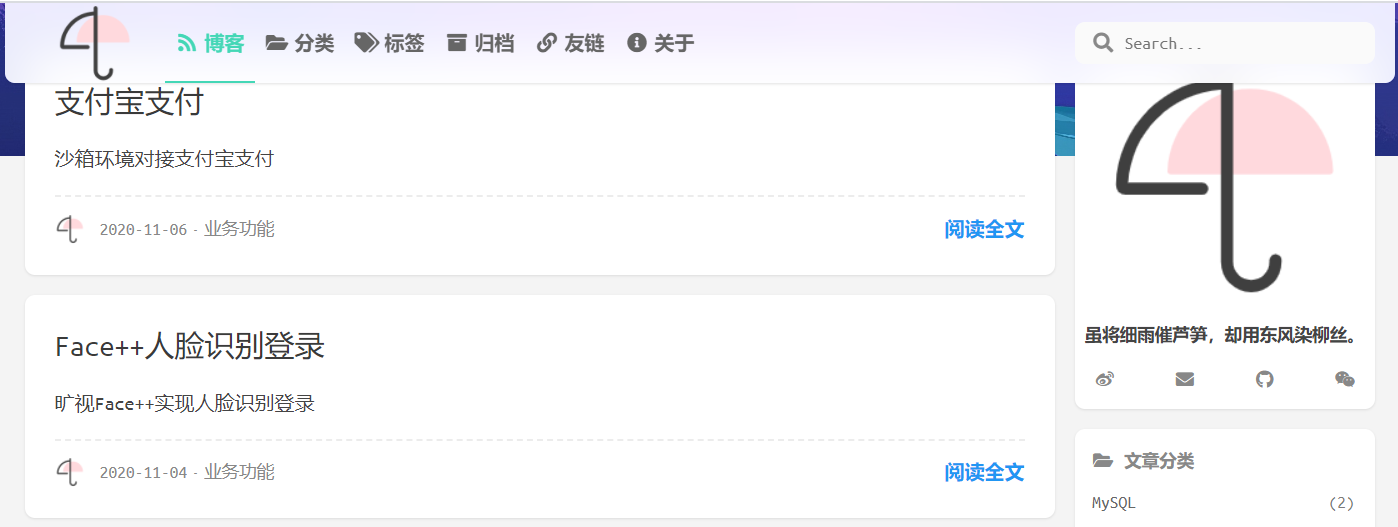 博客 分类 标签 归档 友链 关于 Search...
支付宝支付
沙箱环境对接支付宝支付
2020-11-06 · 业务功能 阅读全文
Face++人脸识别登录
旷视Face++实现人脸识别登录
2020-11-04 · 业务功能 阅读全文
虽将细雨催芦笋，却用东风染柳丝。
文章分类
MySQL (2)